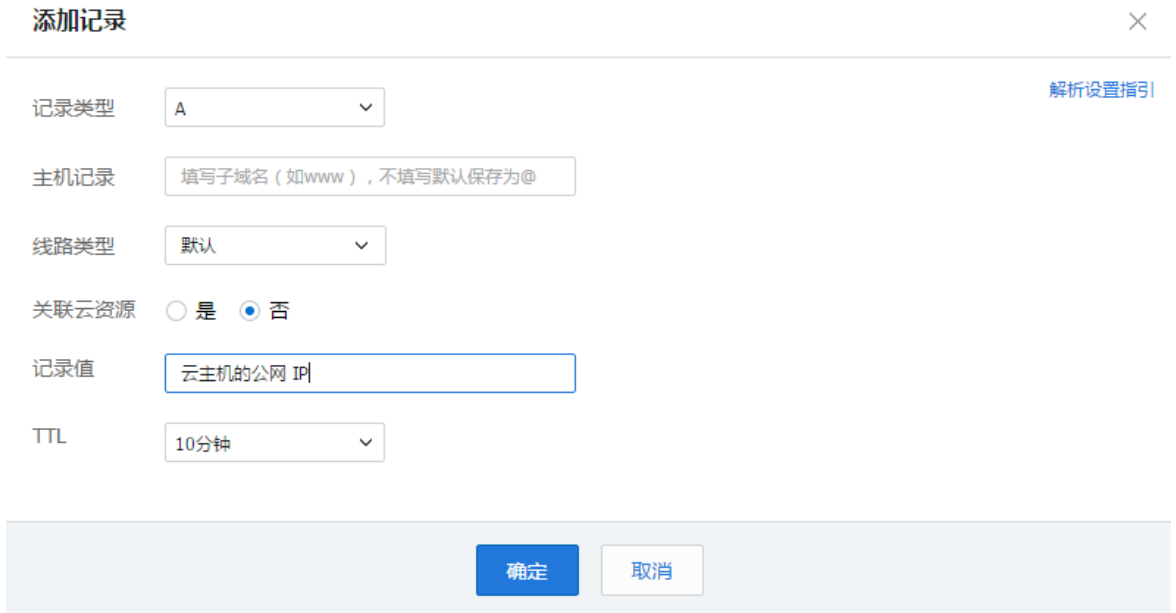 添加记录
解析设置指引
记录类型 A
主机记录 填写子域名（如www），不填写默认保存为@
线路类型 默认
关联云资源 是 否
记录值 云主机的公网 IP
TTL 10分钟
确定 取消